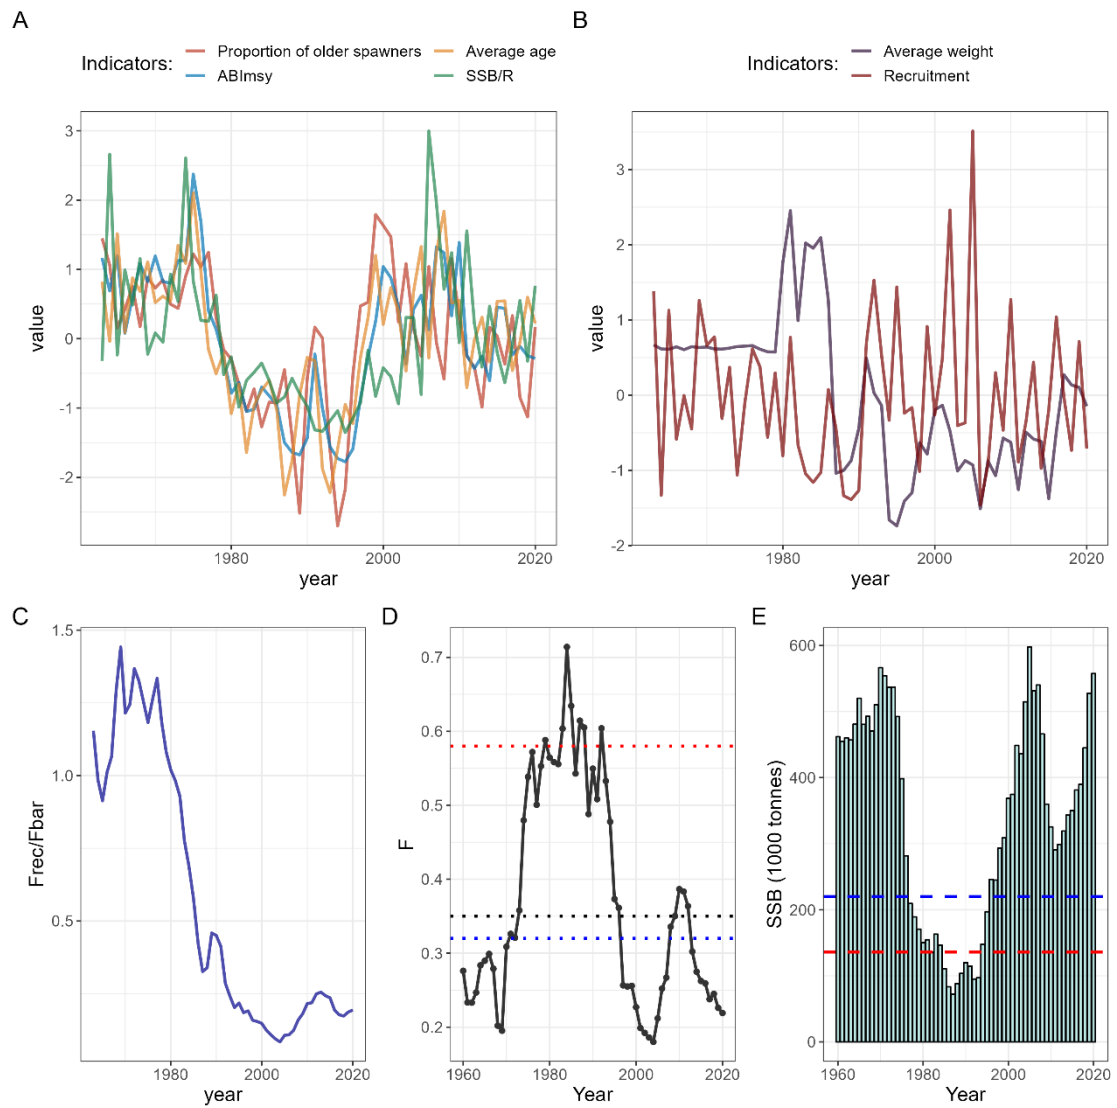 A
Indicators:
Proportion of older spawners
Average age
ABImsy
SSB/R
3
2
1
0
-1
-2
value
1980
2000
2020
year
B
Indicators:
Average weight
Recruitment
3
2
1
0
-1
-2
value
1980
2000
2020
year
C
1.5
1.0
0.5
Frec/Fbar
1980
2000
2020
year
D
0.7
0.6
0.5
0.4
0.3
0.2
F
1960
1980
2000
2020
Year
E
600
400
200
0
SSB (1000 tonnes)
1960
1980
2000
2020
Year